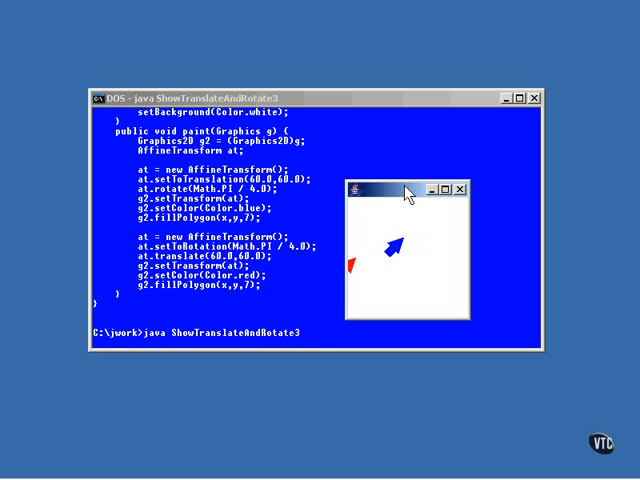 DOS - java ShowTranslateAndRotate3
setBackground(Color.white);
}
public void paint(Graphics g) {
Graphics2D g2 = (Graphics2D)g;
AffineTransform at;
at = new AffineTransform();
at.setToTranslation(60.0,60.0);
at.rotate(Math.PI / 4.0);
g2.setTransform(at);
g2.setColor(Color.blue);
g2.fillPolygon(x,y,7);
at = new AffineTransform();
at.setToRotation(Math.PI / 4.0);
at.translate(60.0,60.0);
g2.setTransform(at);
g2.setColor(Color.red);
g2.fillPolygon(x,y,7);
}
}
C:\jwork>java ShowTranslateAndRotate3
VTC